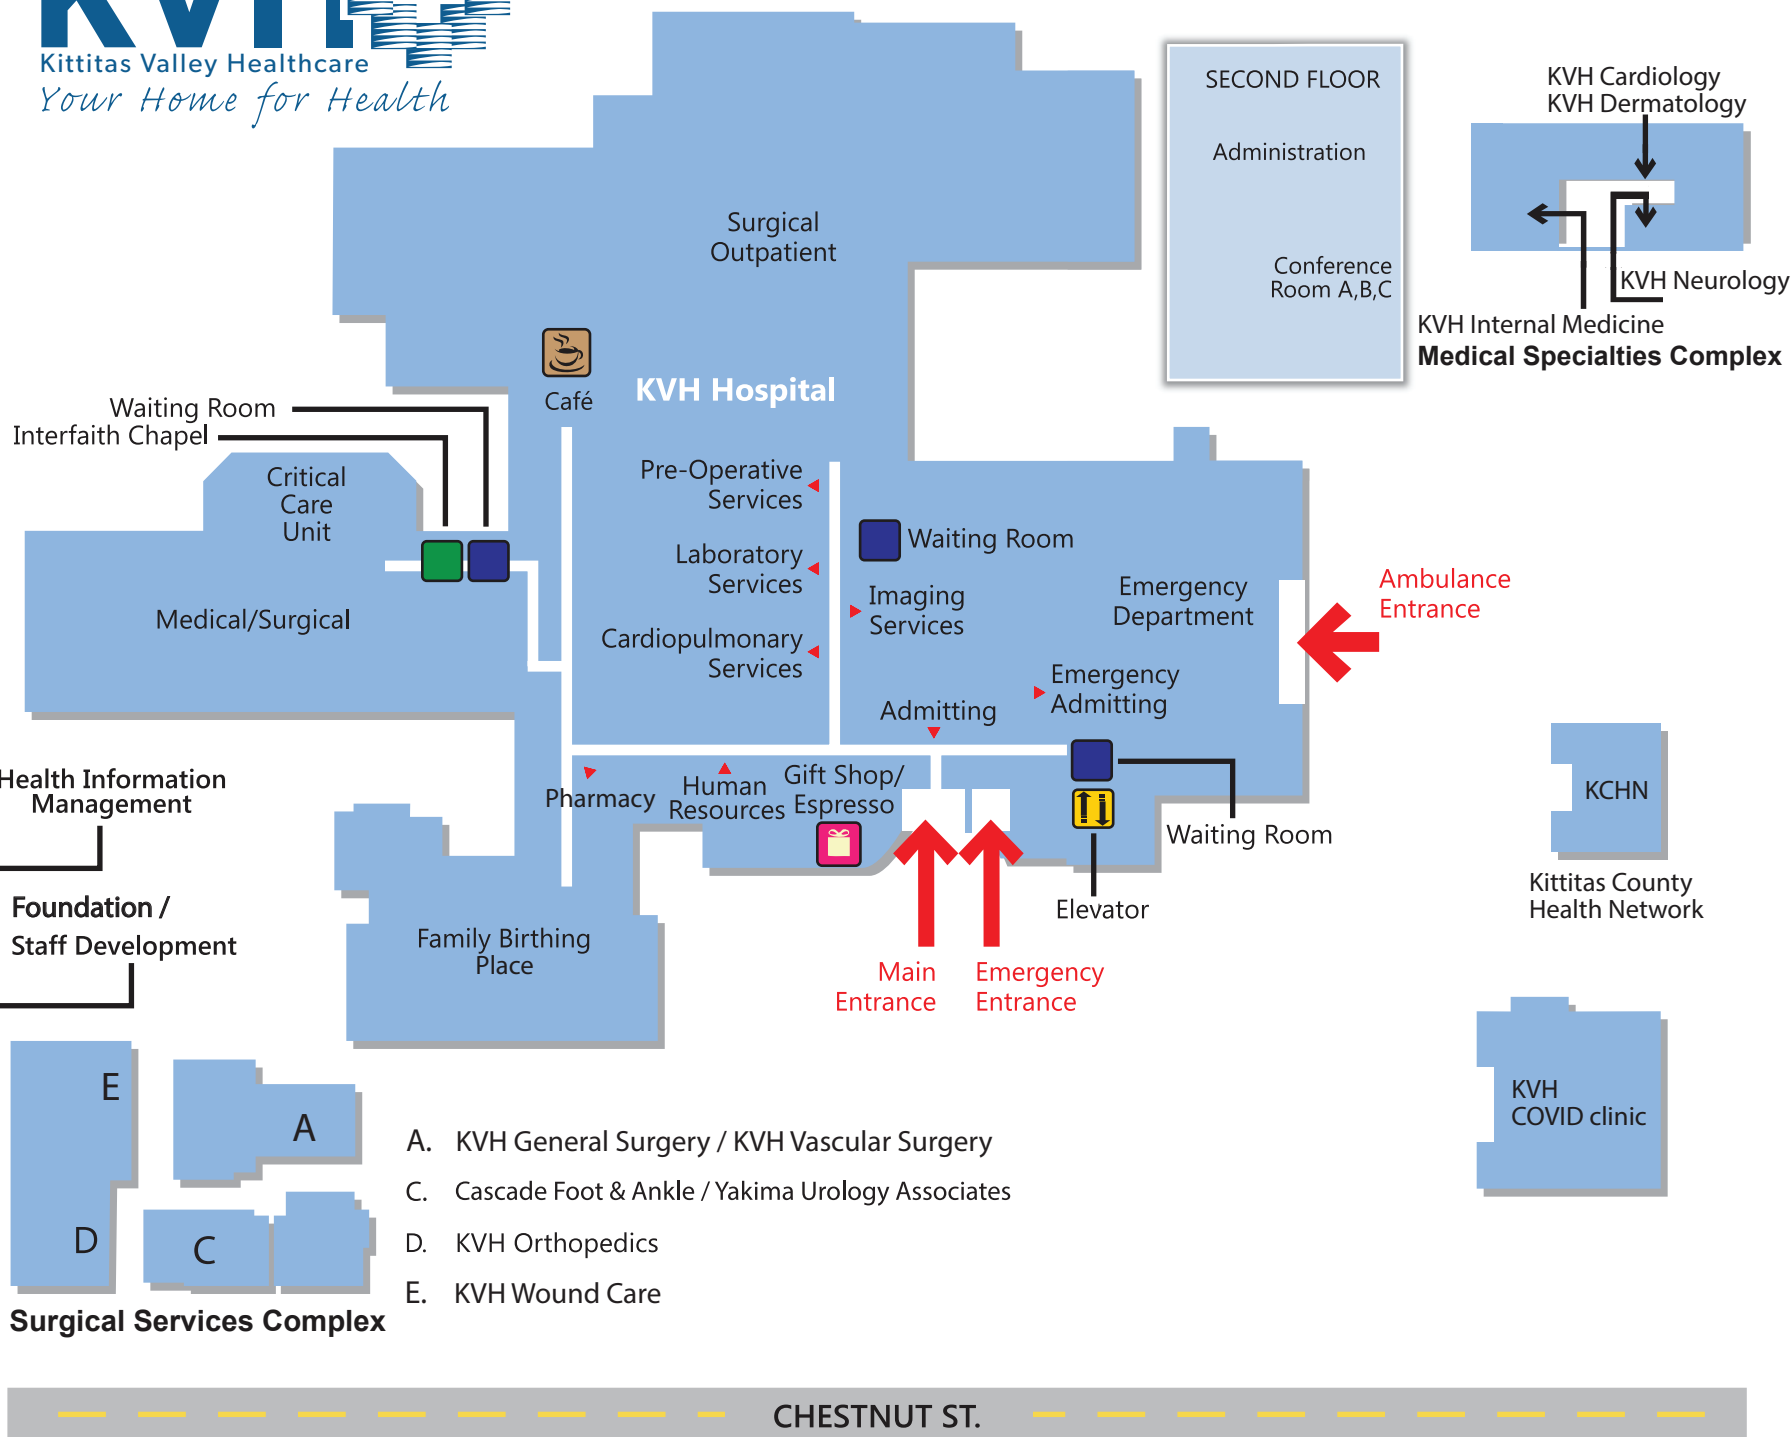 KVH
Kittitas Valley Healthcare
Your Home for Health
SECOND FLOOR
Administration
Conference
Room A,B,C
KVH Cardiology
KVH Dermatology
KVH Neurology
KVH Internal Medicine
Medical Specialties Complex
Surgical
Outpatient
Café
KVH Hospital
Waiting Room
Interfaith Chapel
Critical
Care
Unit
Medical/Surgical
Pre-Operative
Services
Laboratory
Services
Cardiopulmonary
Services
Waiting Room
Imaging
Services
Emergency
Department
Ambulance
Entrance
Emergency
Admitting
Admitting
Health Information
Management
Pharmacy
Human
Resources
Gift Shop/
Espresso
Waiting Room
Elevator
KCHN
Kittitas County
Health Network
Foundation /
Staff Development
Family Birthing
Place
Main
Entrance
Emergency
Entrance
KVH
COVID clinic
E
A
D
C
Surgical Services Complex
A. KVH General Surgery / KVH Vascular Surgery
C. Cascade Foot & Ankle / Yakima Urology Associates
D. KVH Orthopedics
E. KVH Wound Care
CHESTNUT ST.